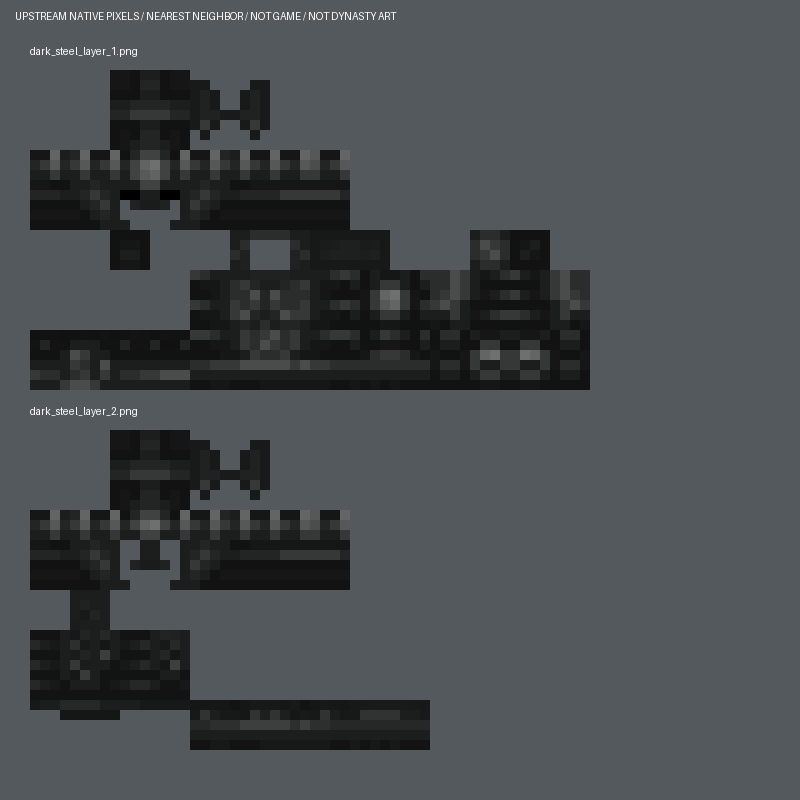 UPSTREAM NATIVE PIXELS / NEAREST NEIGHBOR / NOT GAME / NOT DYNASTY ART
dark_steel_layer_1.png
dark_steel_layer_2.png